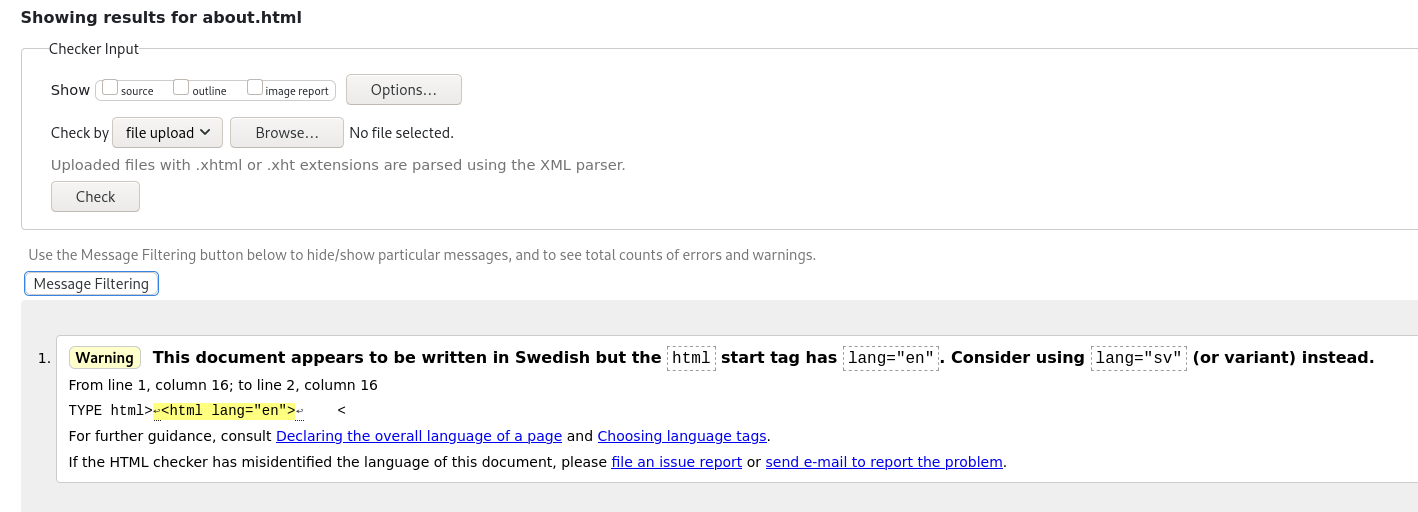 Showing results for about.html
Checker Input
Show source outline image report Options…
Check by file upload Browse… No file selected.
Uploaded files with .xhtml or .xht extensions are parsed using the XML parser.
Check
Use the Message Filtering button below to hide/show particular messages, and to see total counts of errors and warnings.
Message Filtering
1. Warning This document appears to be written in Swedish but the html start tag has lang="en". Consider using lang="sv" (or variant) instead.
From line 1, column 16; to line 2, column 16
TYPE html>↩<html lang="en">↩    <
For further guidance, consult Declaring the overall language of a page and Choosing language tags.
If the HTML checker has misidentified the language of this document, please file an issue report or send e-mail to report the problem.